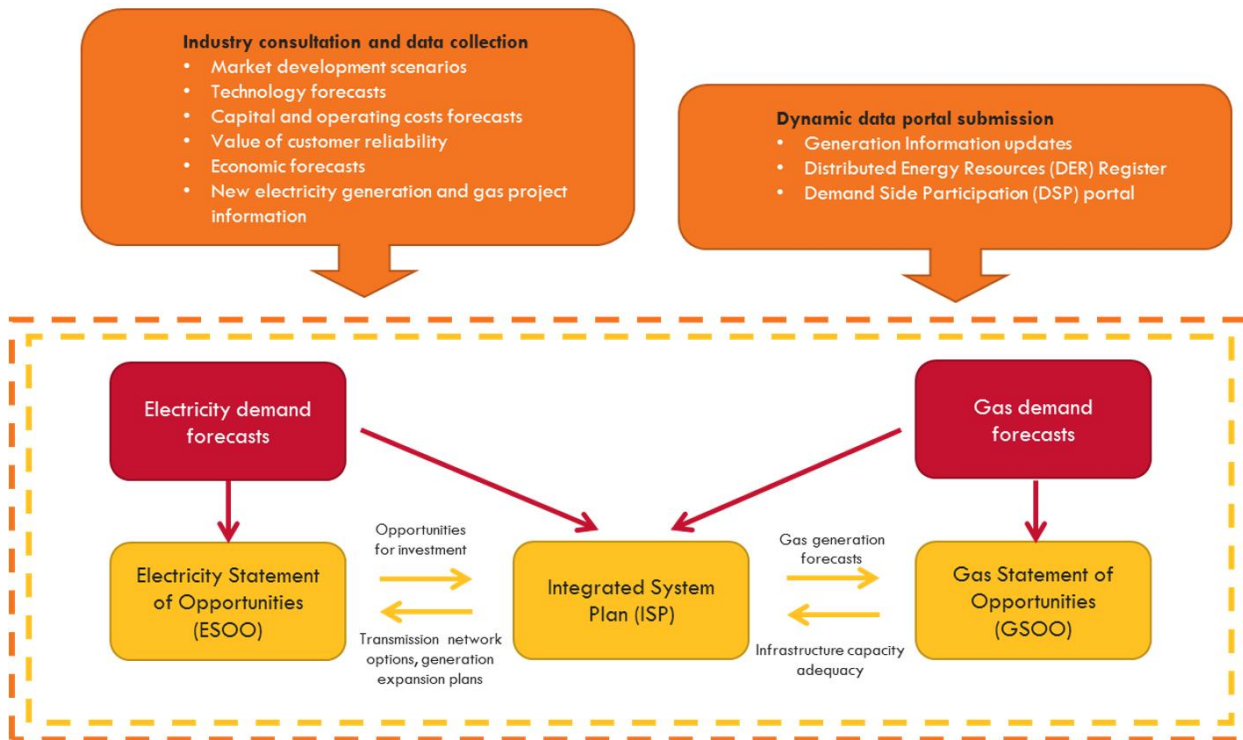 Industry consultation and data collection
• Market development scenarios
• Technology forecasts
• Capital and operating costs forecasts
• Value of customer reliability
• Economic forecasts
• New electricity generation and gas project
information
Dynamic data portal submission
• Generation Information updates
• Distributed Energy Resources (DER) Register
• Demand Side Participation (DSP) portal
Electricity demand
forecasts
Gas demand
forecasts
Electricity Statement
of Opportunities
(ESOO)
Opportunities
for investment
Transmission network
options, generation
expansion plans
Integrated System
Plan (ISP)
Gas generation
forecasts
Infrastructure capacity
adequacy
Gas Statement of
Opportunities
(GSOO)